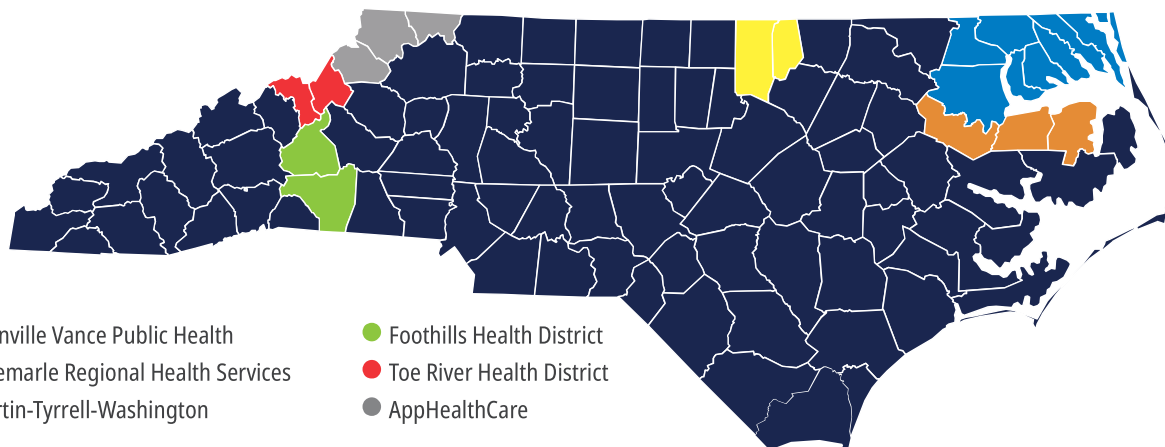 nville Vance Public Health
emarle Regional Health Services
rtin-Tyrrell-Washington
Foothills Health District
Toe River Health District
AppHealthCare